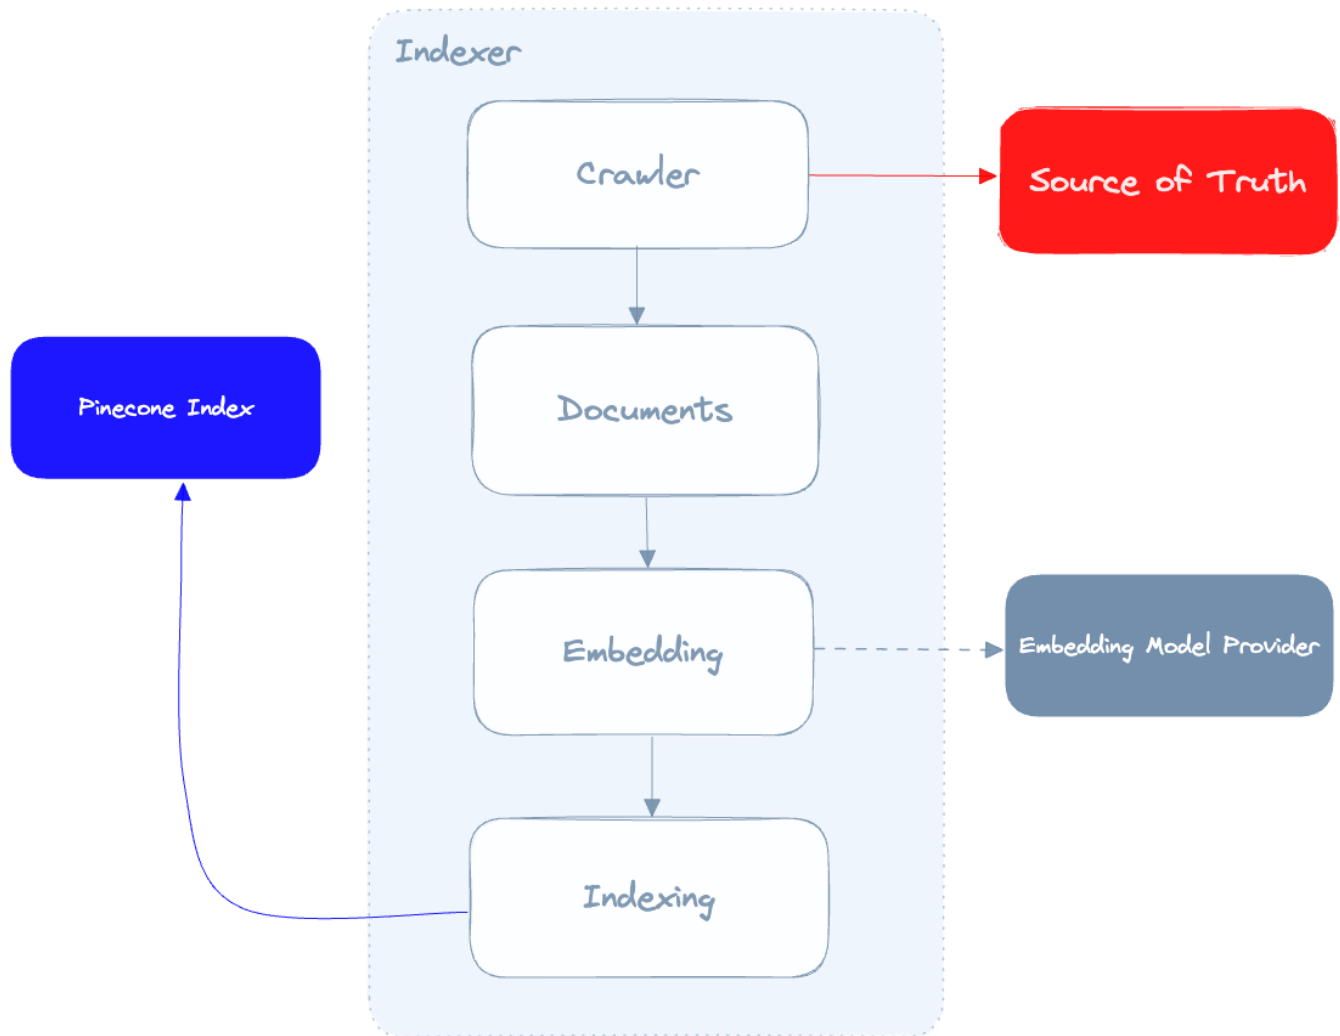 Indexer
Crawler
Source of Truth
Pinecone Index
Documents
Embedding
Embedding Model Provider
Indexing